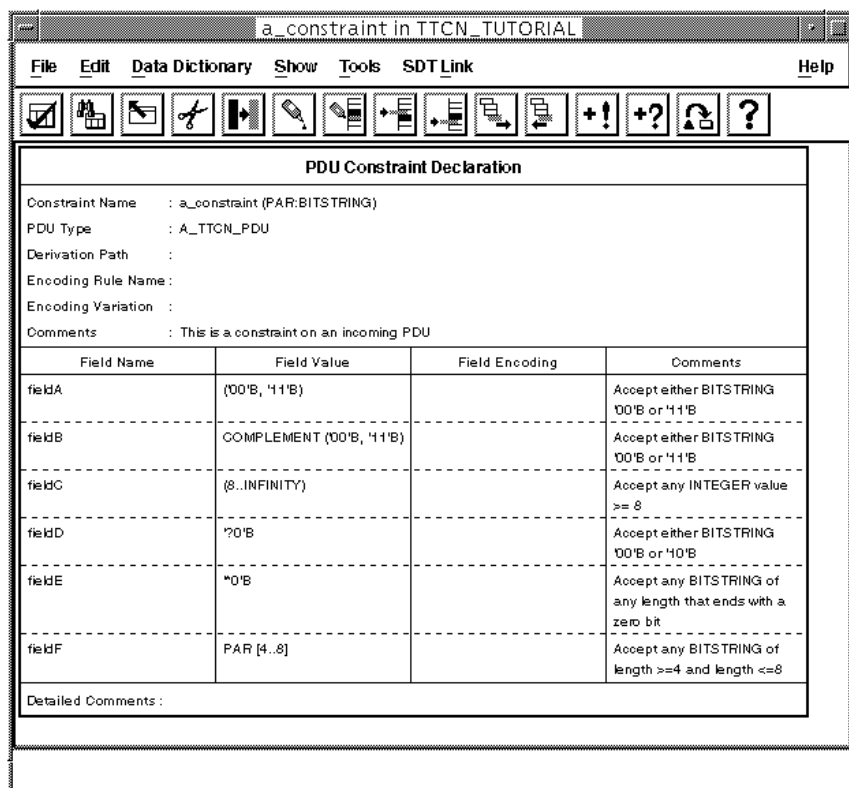 a_constraint in TTCN_TUTORIAL
File Edit Data Dictionary Show Tools SDT Link Help
+! +? ?
PDU Constraint Declaration
Constraint Name : a_constraint (PAR:BITSTRING)
PDU Type : A_TTCN_PDU
Derivation Path :
Encoding Rule Name :
Encoding Variation :
Comments : This is a constraint on an incoming PDU
Field Name Field Value Field Encoding Comments
fieldA ('00'B, '11'B) Accept either BITSTRING
'00'B or '11'B
fieldB COMPLEMENT ('00'B, '11'B) Accept either BITSTRING
'00'B or '11'B
fieldC (8..INFINITY) Accept any INTEGER value
>= 8
fieldD '?0'B Accept either BITSTRING
'00'B or '10'B
fieldE '*0'B Accept any BITSTRING of
any length that ends with a
zero bit
fieldF PAR [4..8] Accept any BITSTRING of
length >=4 and length <=8
Detailed Comments :